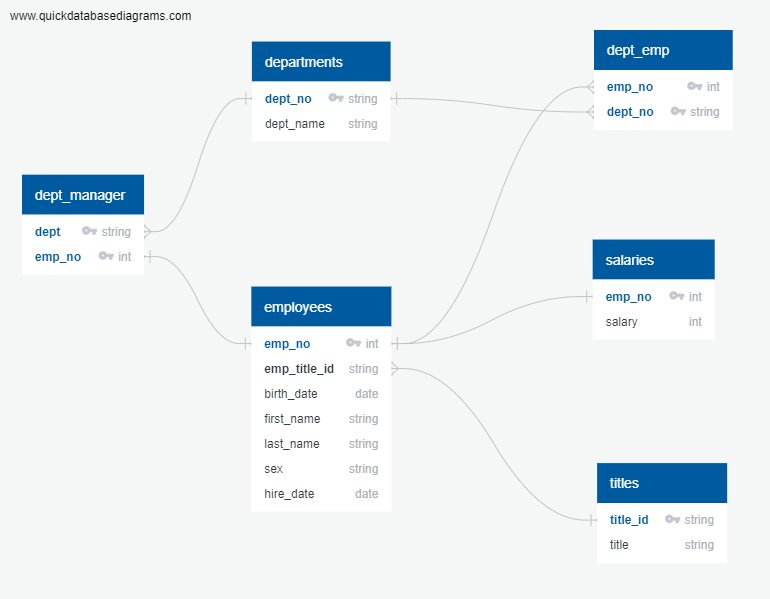 www.quickdatabasediagrams.com
departments
dept_no string
dept_name string
dept_emp
emp_no int
dept_no string
dept_manager
dept string
emp_no int
employees
emp_no int
emp_title_id string
birth_date date
first_name string
last_name string
sex string
hire_date date
salaries
emp_no int
salary int
titles
title_id string
title string